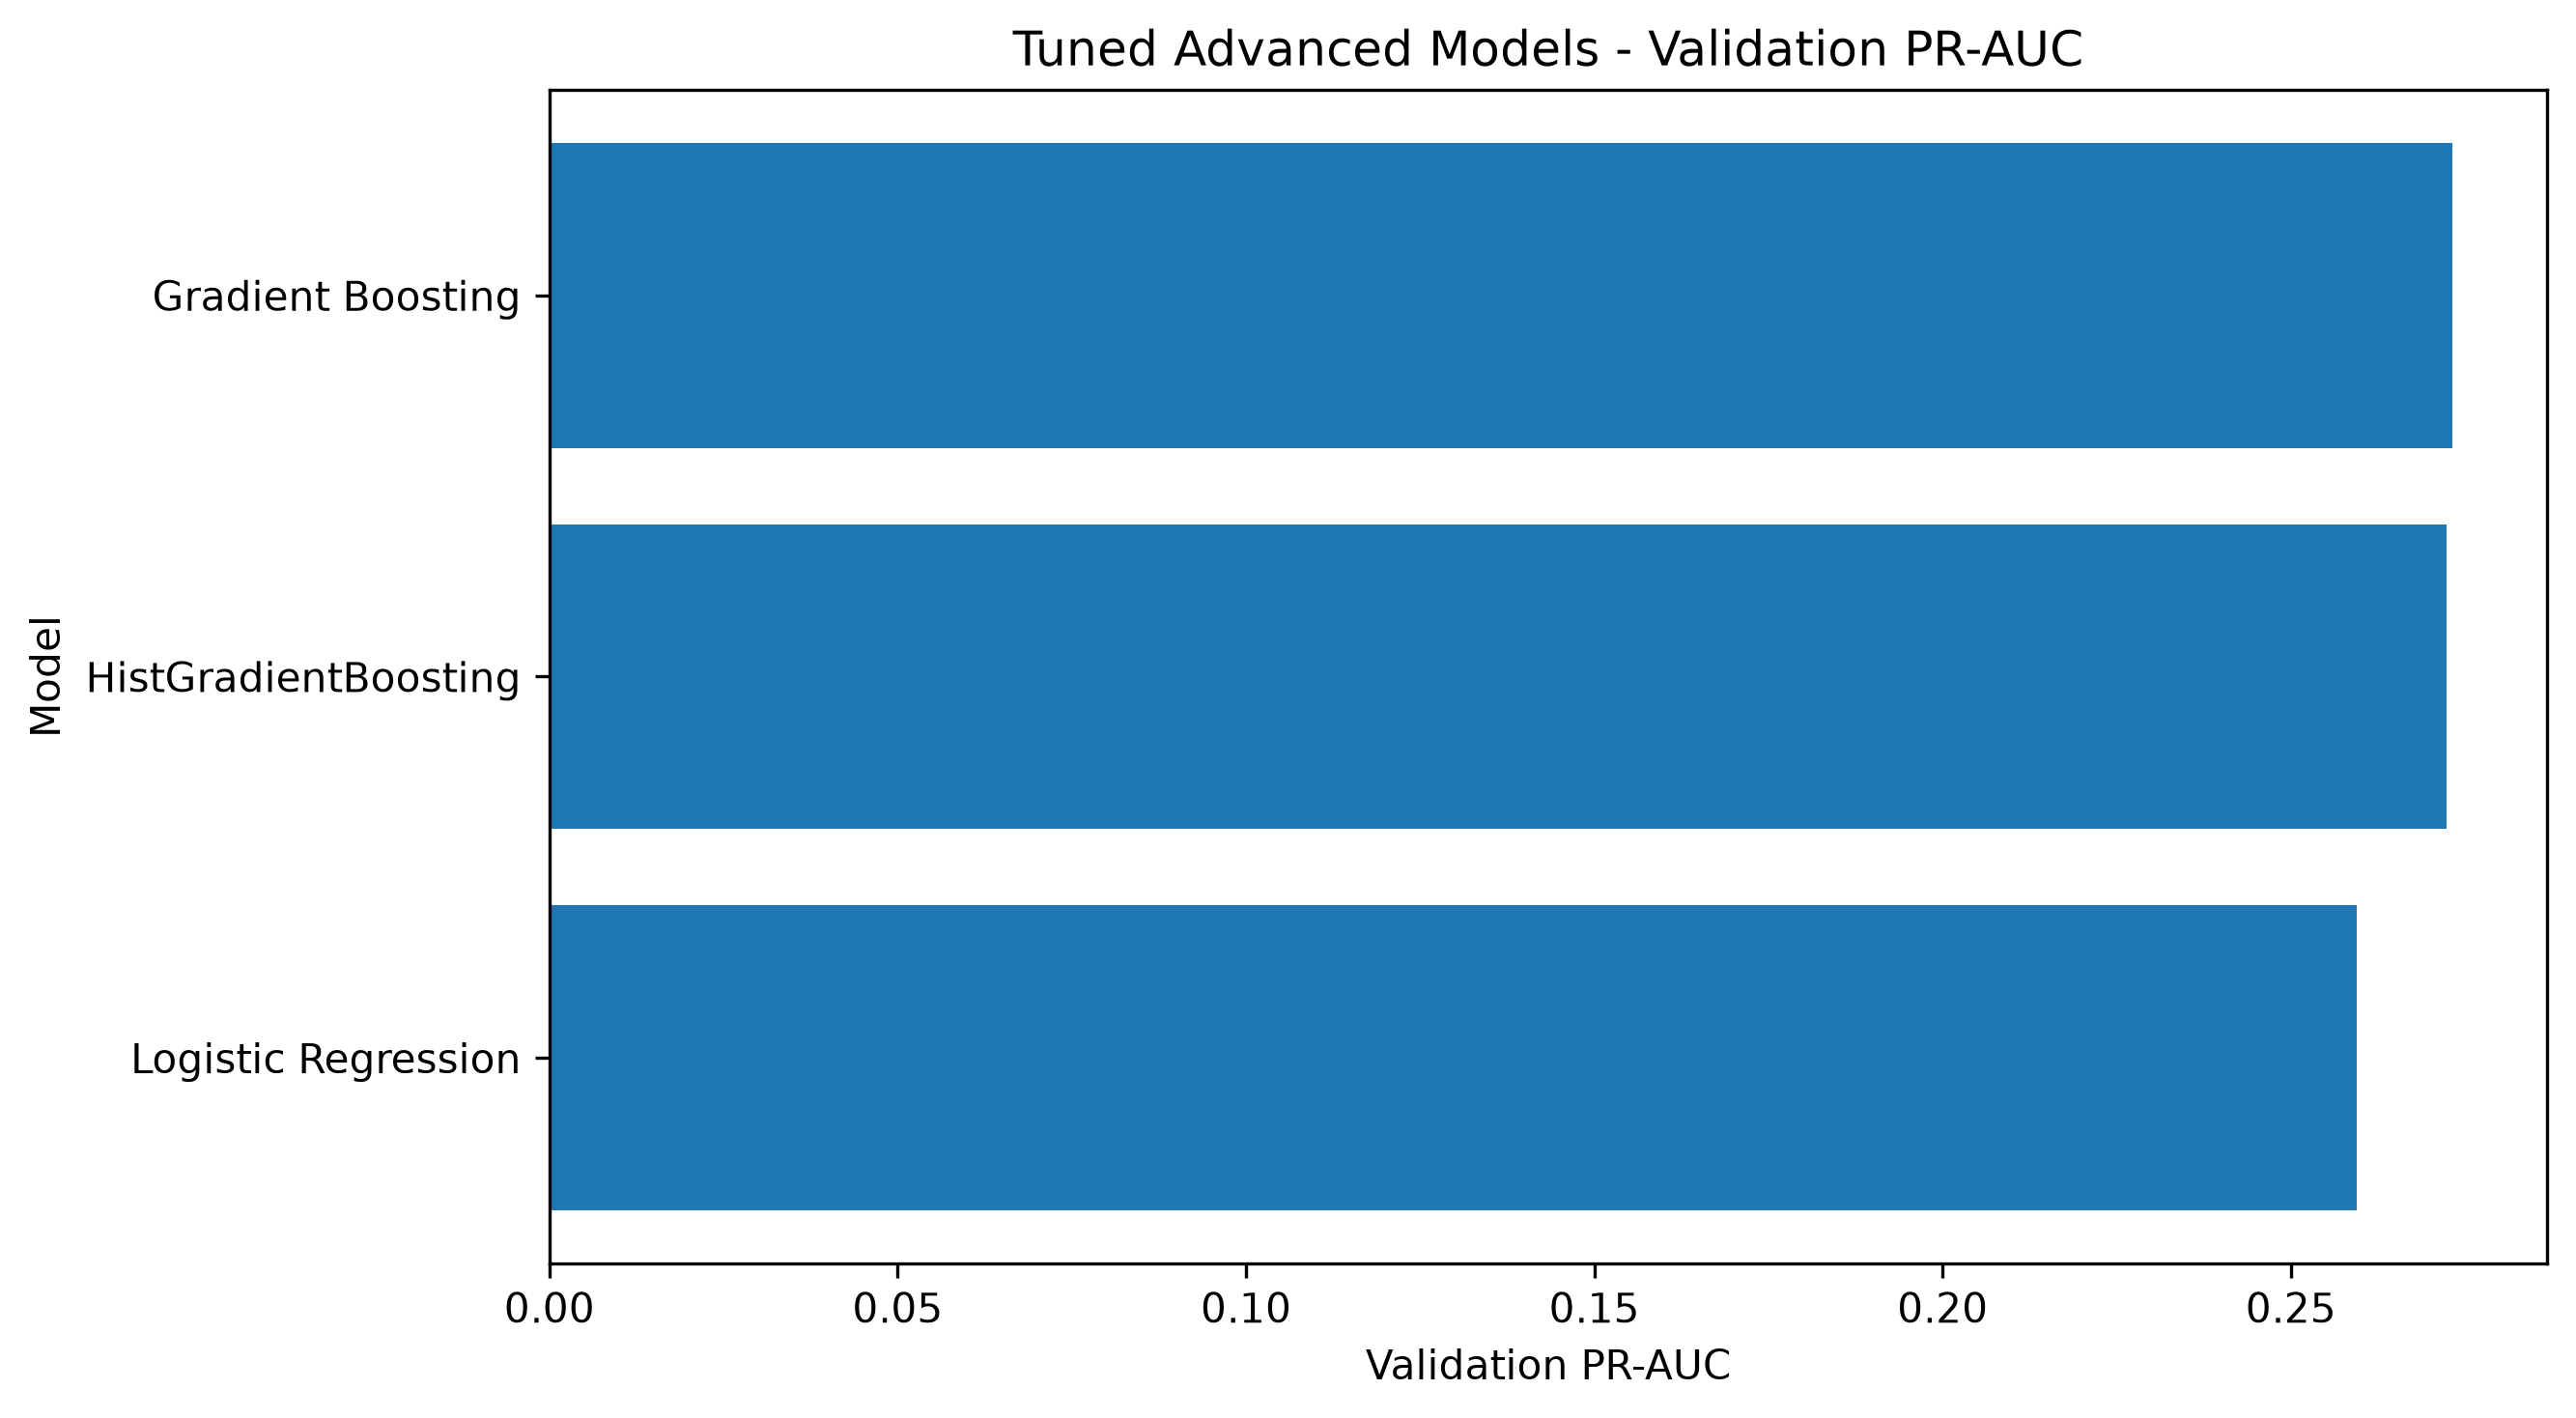 Tuned Advanced Models - Validation PR-AUC
Model
Gradient Boosting
HistGradientBoosting
Logistic Regression
0.00 0.05 0.10 0.15 0.20 0.25
Validation PR-AUC